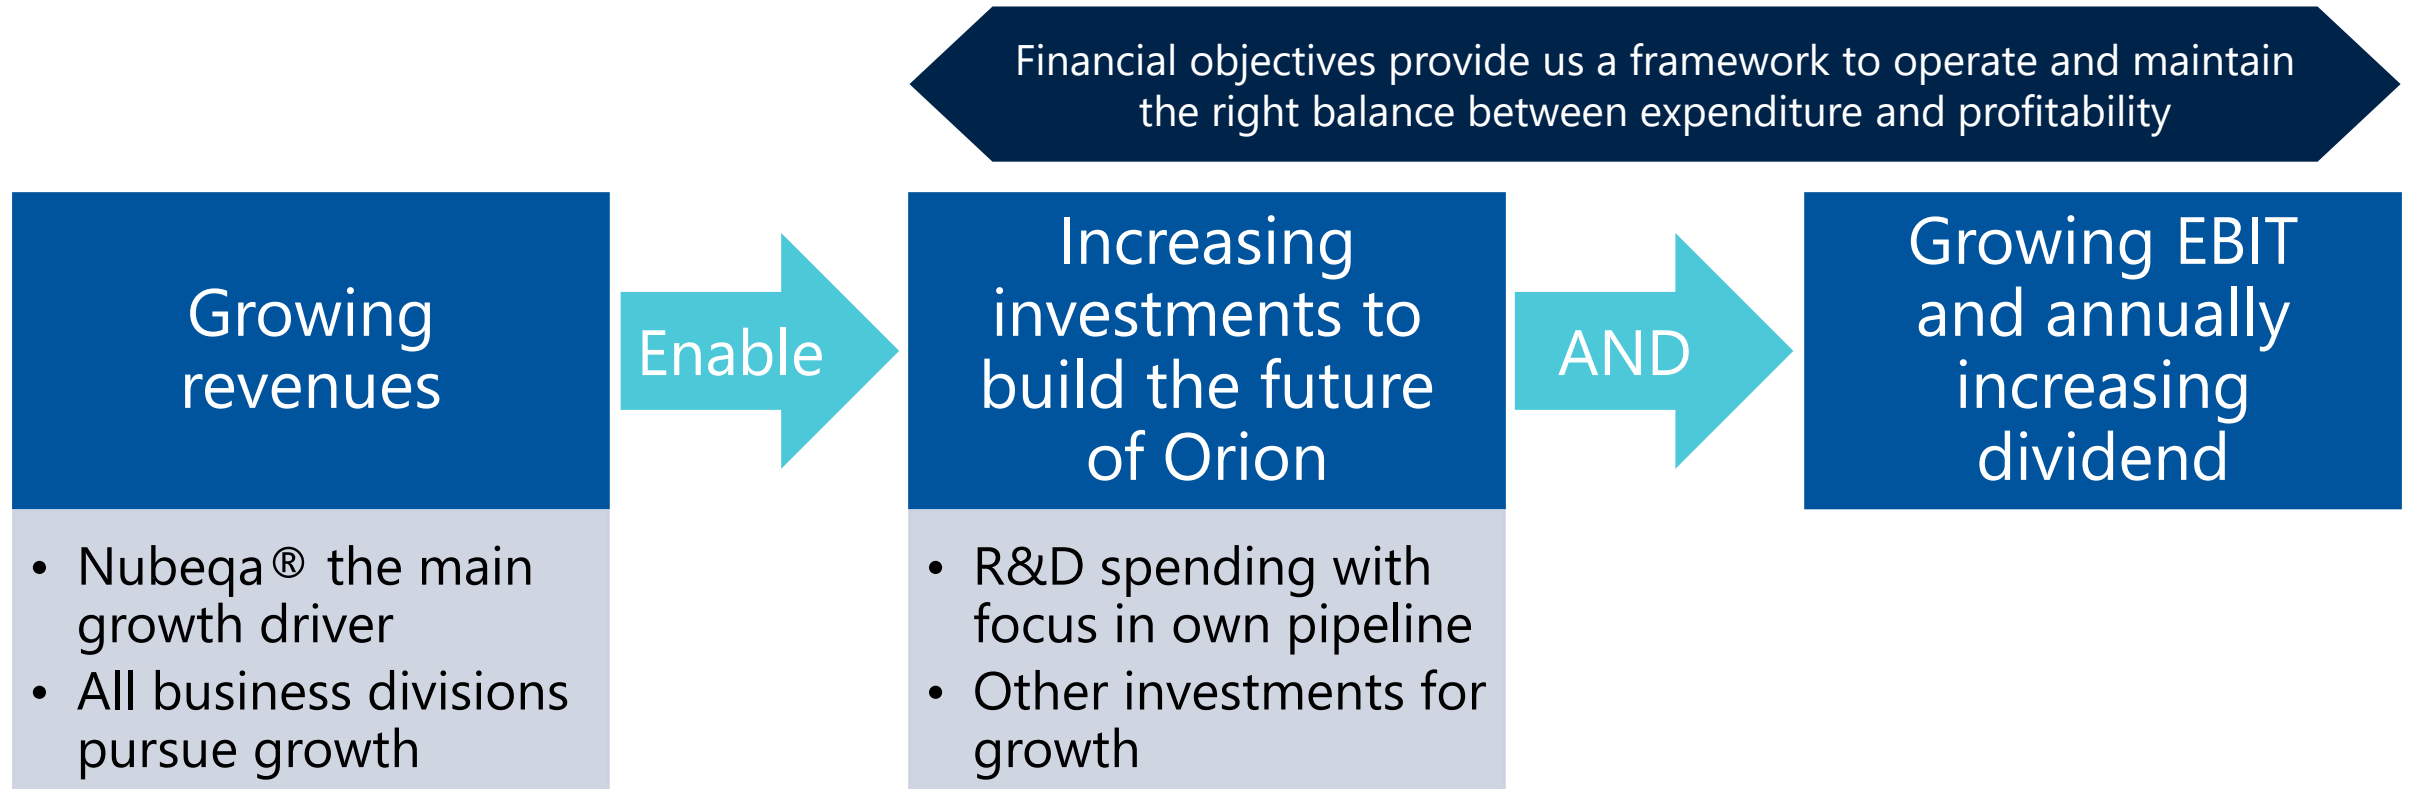 Financial objectives provide us a framework to operate and maintain
the right balance between expenditure and profitability
Growing
revenues
Enable
Increasing
investments to
build the future
of Orion
AND
Growing EBIT
and annually
increasing
dividend
• Nubeqa® the main
growth driver
• All business divisions
pursue growth
• R&D spending with
focus in own pipeline
• Other investments for
growth